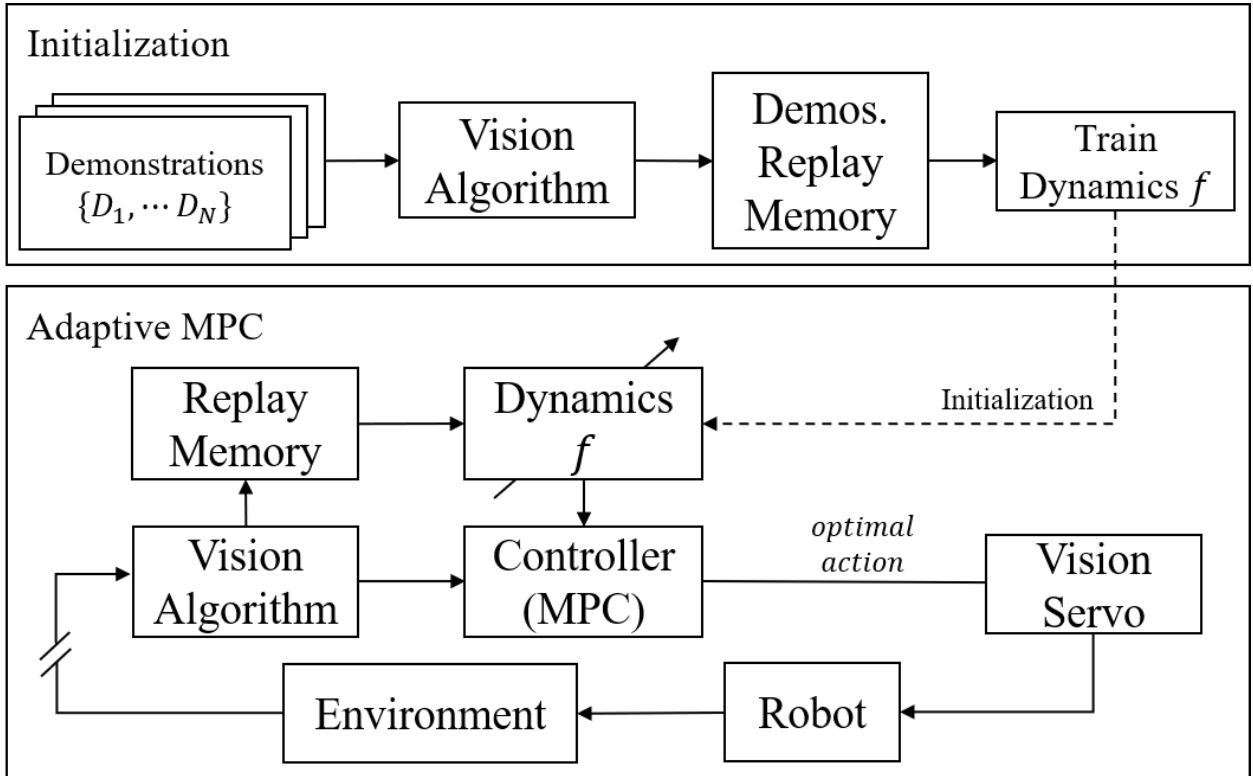 Initialization
Demonstrations
{D₁, ⋯ D_N}
Vision
Algorithm
Demos.
Replay
Memory
Train
Dynamics f
Adaptive MPC
Replay
Memory
Dynamics
f
Initialization
Vision
Algorithm
Controller
(MPC)
optimal
action
Vision
Servo
Environment
Robot